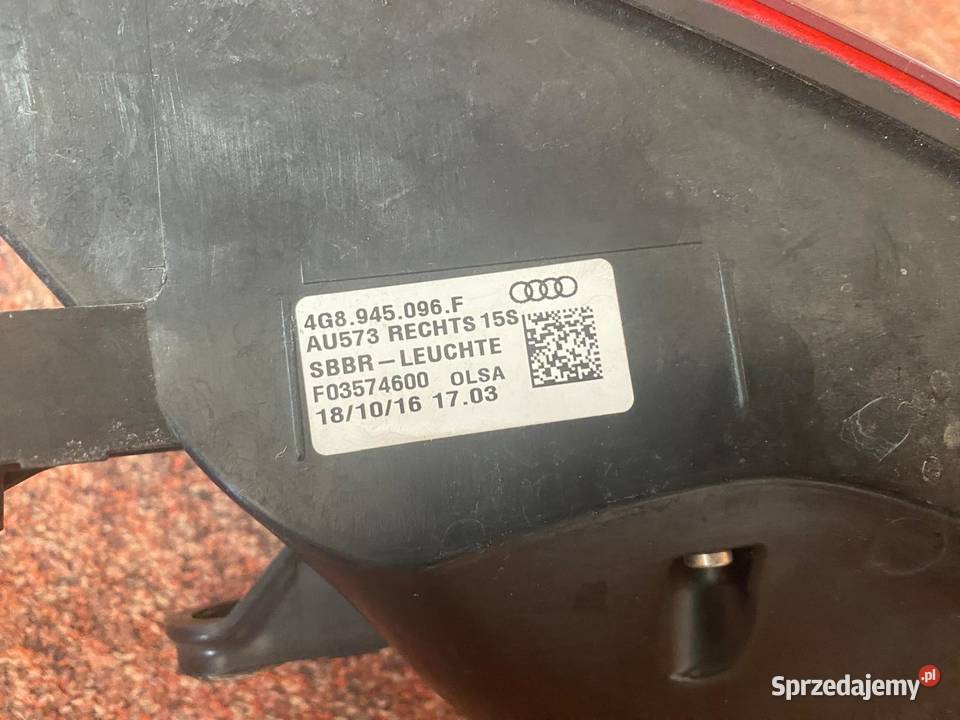 4G8.945.096.F
AU573 RECHTS 15S
SBBR-LEUCHTE
F03574600 OLSA
18/10/16 17.03
Sprzedajemy.pl